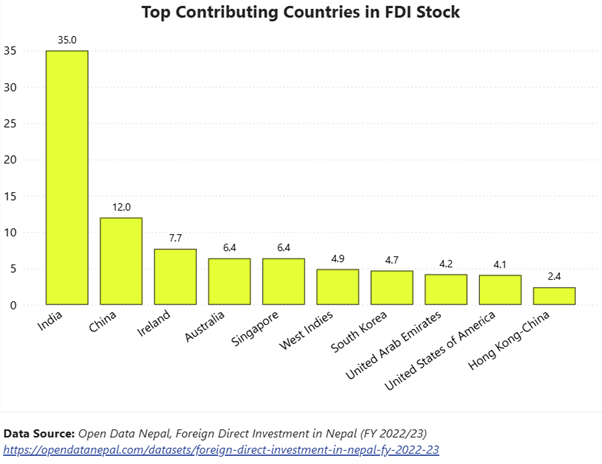 Top Contributing Countries in FDI Stock
35
30
25
20
15
10
5
0
35.0
12.0
7.7
6.4
6.4
4.9
4.7
4.2
4.1
2.4
India
China
Ireland
Australia
Singapore
West Indies
South Korea
United Arab Emirates
United States of America
Hong Kong-China
Data Source: Open Data Nepal, Foreign Direct Investment in Nepal (FY 2022/23)
https://opendatanepal.com/datasets/foreign-direct-investment-in-nepal-fy-2022-23